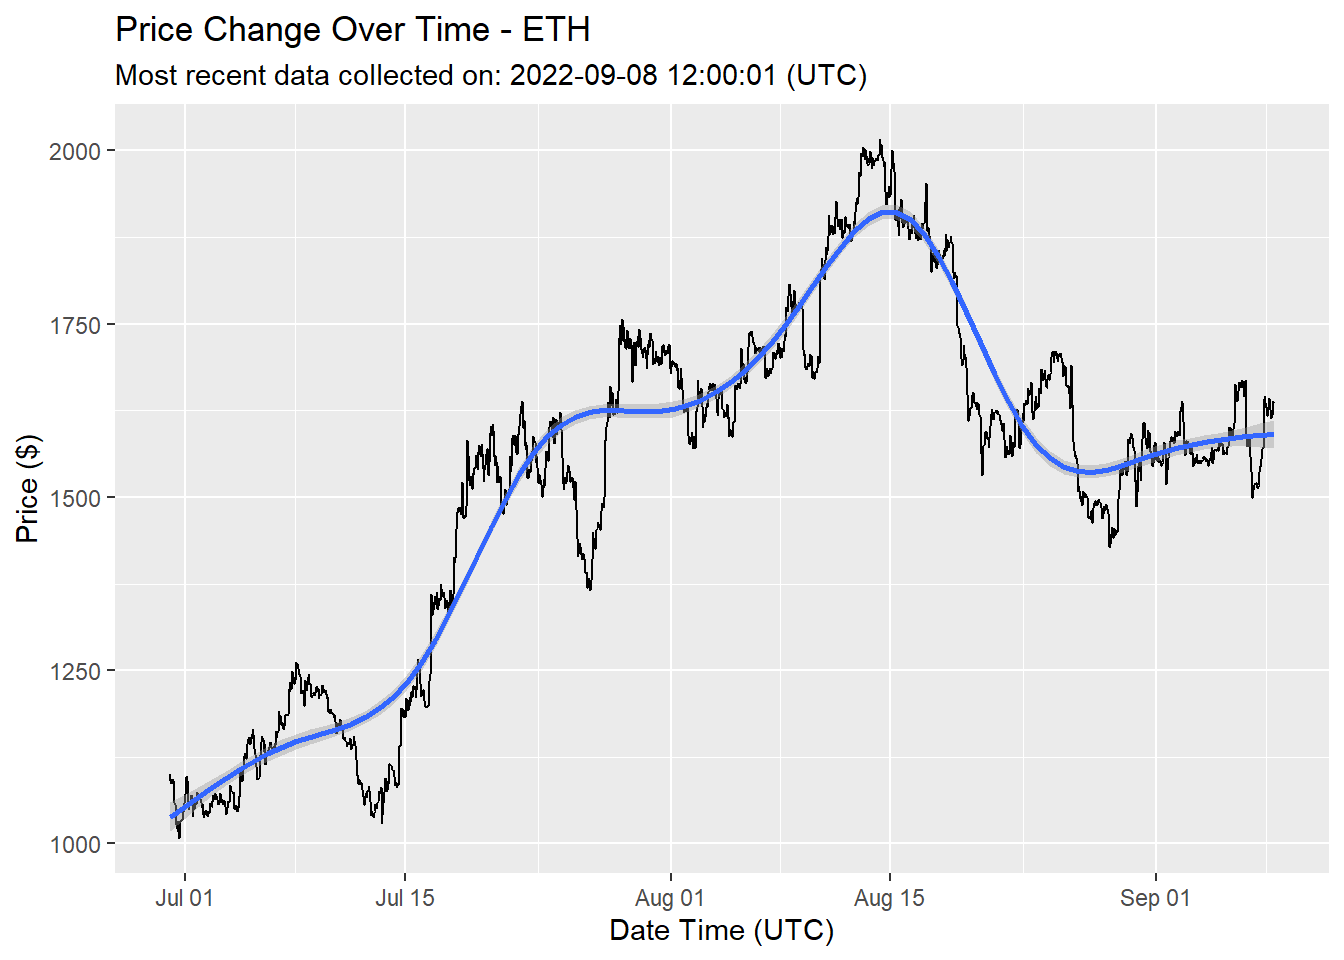 Price Change Over Time - ETH
Most recent data collected on: 2022-09-08 12:00:01 (UTC)
Price ($)
2000
1750
1500
1250
1000
Jul 01
Jul 15
Aug 01
Aug 15
Sep 01
Date Time (UTC)